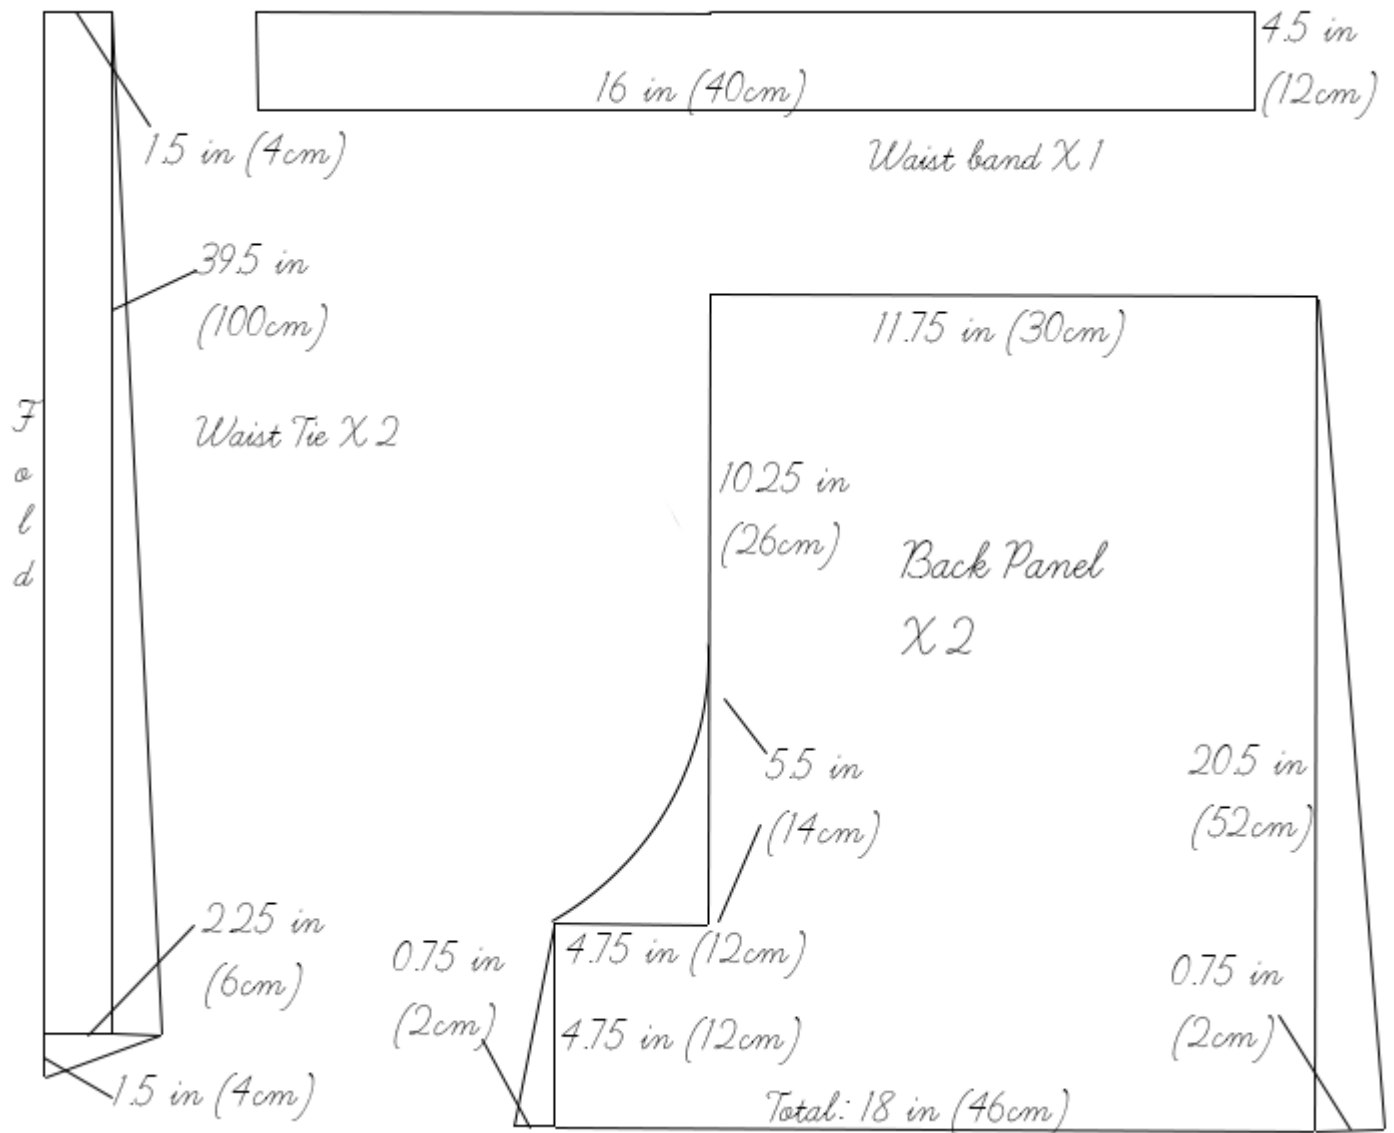 4.5 in
(12cm)
16 in (40cm)
Waist band X 1
1.5 in (4cm)
39.5 in
(100cm)
Waist Tie X 2
Fold
11.75 in (30cm)
10.25 in
(26cm)
Back Panel
X 2
5.5 in
(14cm)
20.5 in
(52cm)
2.25 in
(6cm)
1.5 in (4cm)
0.75 in
(2cm)
4.75 in (12cm)
4.75 in (12cm)
0.75 in
(2cm)
Total: 18 in (46cm)